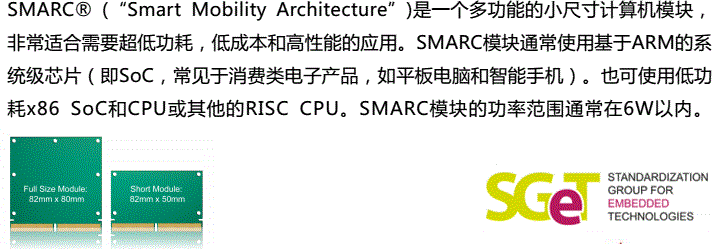 SMARC® (“Smart Mobility Architecture”)是一个多功能的小尺寸计算机模块，
非常适合需要超低功耗，低成本和高性能的应用。SMARC模块通常使用基于ARM的系
统级芯片（即SoC，常见于消费类电子产品，如平板电脑和智能手机）。也可使用低功
耗x86 SoC和CPU或其他的RISC CPU。SMARC模块的功率范围通常在6W以内。
Full Size Module:
82mm x 80mm
Short Module:
82mm x 50mm
SGeT
STANDARDIZATION
GROUP FOR
EMBEDDED
TECHNOLOGIES